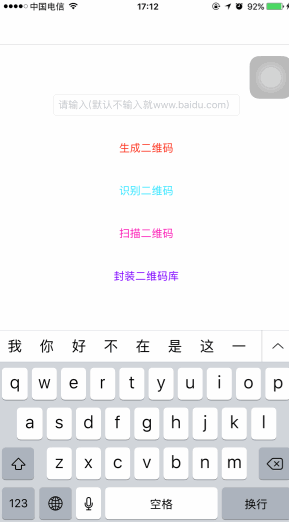 中国电信 17:12 92%
请输入(默认不输入就www.baidu.com)
生成二维码
识别二维码
扫描二维码
封装二维码库
我 你 好 不 在 是 这 一
q w e r t y u i o p
a s d f g h j k l
z x c v b n m
123 空格 换行